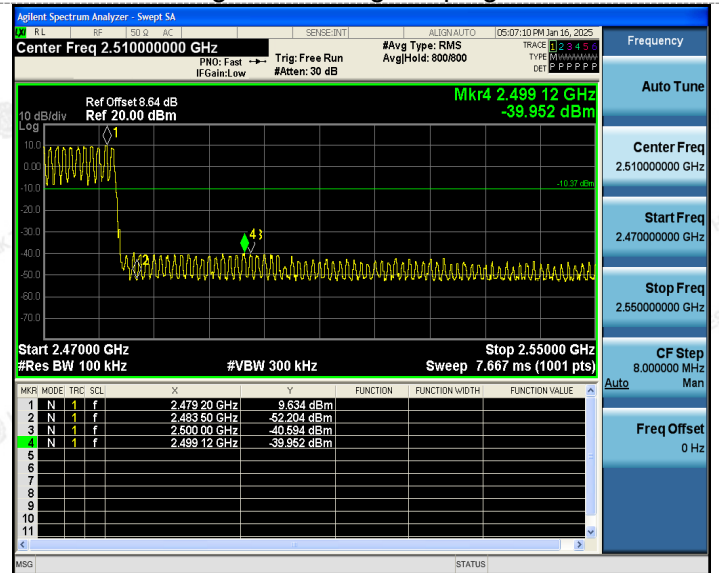 Agilent Spectrum Analyzer - Swept SA
LXI RL RF 50 Ω AC SENSE:INT ALIGNAUTO 05:07:10 PM Jan 16, 2025
Center Freq 2.510000000 GHz
#Avg Type: RMS
TRACE 1 2 3 4 5 6
PNO: Fast Trig: Free Run Avg|Hold: 800/800
TYPE MWWWWW
IFGain:Low #Atten: 30 dB
DET P P P P P P
Mkr4 2.499 12 GHz
-39.952 dBm
Ref Offset 8.64 dB
10 dB/div Ref 20.00 dBm
Log
10.0
0.00
-10.0
-20.0
-30.0
-40.0
-50.0
-60.0
-70.0
1
-10.37 dBm
4 3
2
Start 2.47000 GHz Stop 2.55000 GHz
#Res BW 100 kHz #VBW 300 kHz Sweep 7.667 ms (1001 pts)
MKR MODE TRC SCL X Y FUNCTION FUNCTION WIDTH FUNCTION VALUE
1 N 1 f 2.479 20 GHz 9.634 dBm
2 N 1 f 2.483 50 GHz -52.204 dBm
3 N 1 f 2.500 00 GHz -40.594 dBm
4 N 1 f 2.499 12 GHz -39.952 dBm
5
6
7
8
9
10
11
MSG STATUS
Frequency
Auto Tune
Center Freq
2.510000000 GHz
Start Freq
2.470000000 GHz
Stop Freq
2.550000000 GHz
CF Step
8.000000 MHz
Auto Man
Freq Offset
0 Hz